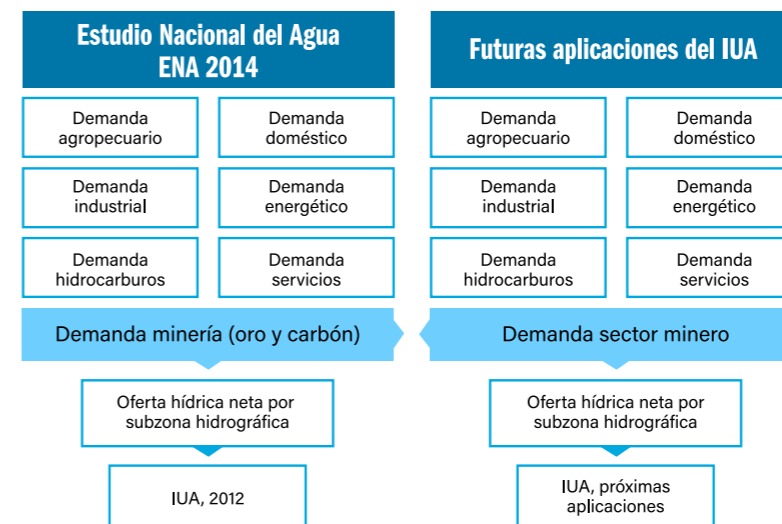 Estudio Nacional del Agua
ENA 2014
Demanda
agropecuario
Demanda
doméstico
Demanda
industrial
Demanda
energético
Demanda
hidrocarburos
Demanda
servicios
Demanda minería (oro y carbón)
Oferta hídrica neta por
subzona hidrográfica
IUA, 2012
Futuras aplicaciones del IUA
Demanda
agropecuario
Demanda
doméstico
Demanda
industrial
Demanda
energético
Demanda
hidrocarburos
Demanda
servicios
Demanda sector minero
Oferta hídrica neta por
subzona hidrográfica
IUA, próximas
aplicaciones